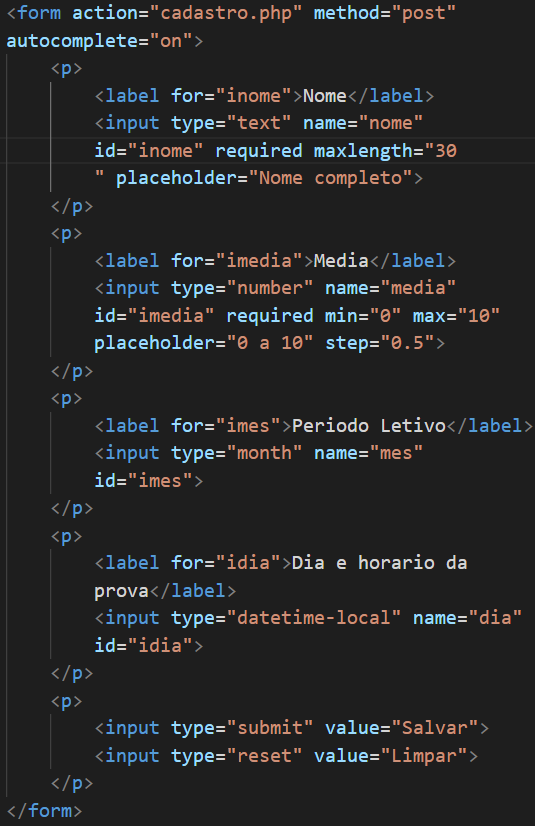 <form action="cadastro.php" method="post"
autocomplete="on">
<p>
<label for="inome">Nome</label>
<input type="text" name="nome"
id="inome" required maxlength="30
" placeholder="Nome completo">
</p>
<p>
<label for="imedia">Media</label>
<input type="number" name="media"
id="imedia" required min="0" max="10"
placeholder="0 a 10" step="0.5">
</p>
<p>
<label for="imes">Periodo Letivo</label>
<input type="month" name="mes"
id="imes">
</p>
<p>
<label for="idia">Dia e horario da
prova</label>
<input type="datetime-local" name="dia"
id="idia">
</p>
<p>
<input type="submit" value="Salvar">
<input type="reset" value="Limpar">
</p>
</form>